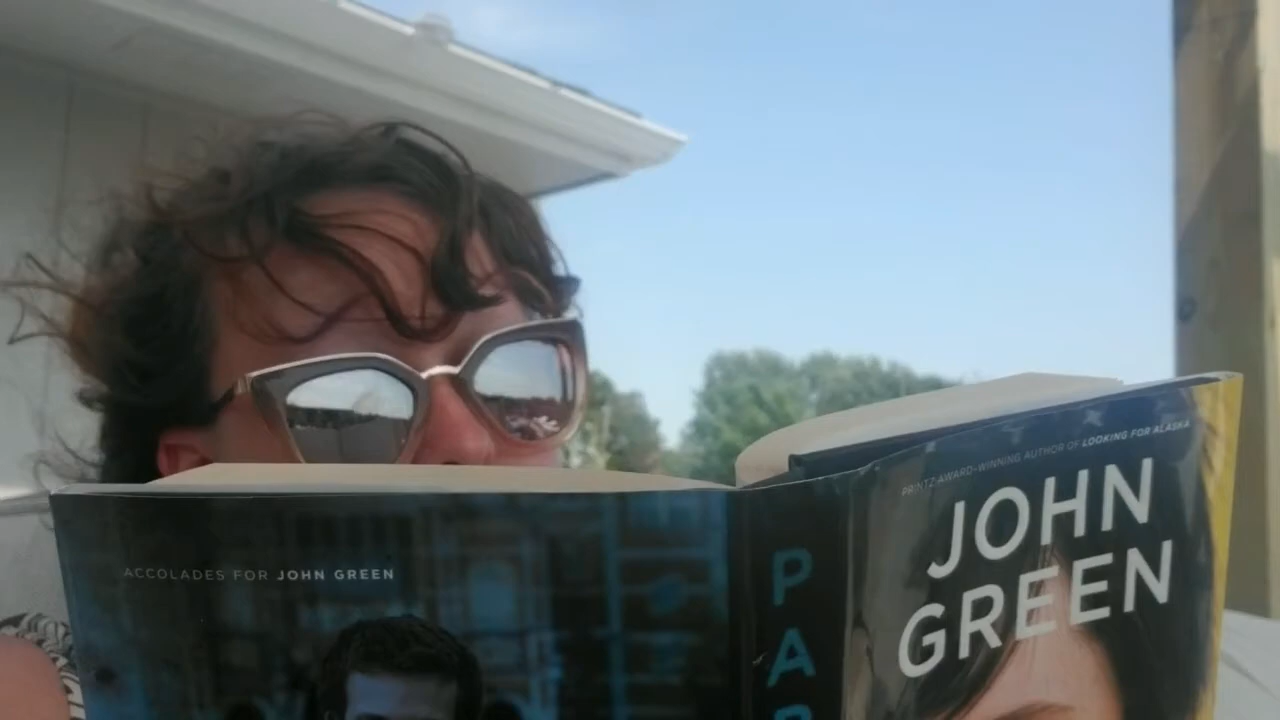 ACCOLADES FOR JOHN GREEN
PA
PRINTZ-AWARD-WINNING AUTHOR OF LOOKING FOR ALASKA
JOHN
GREEN